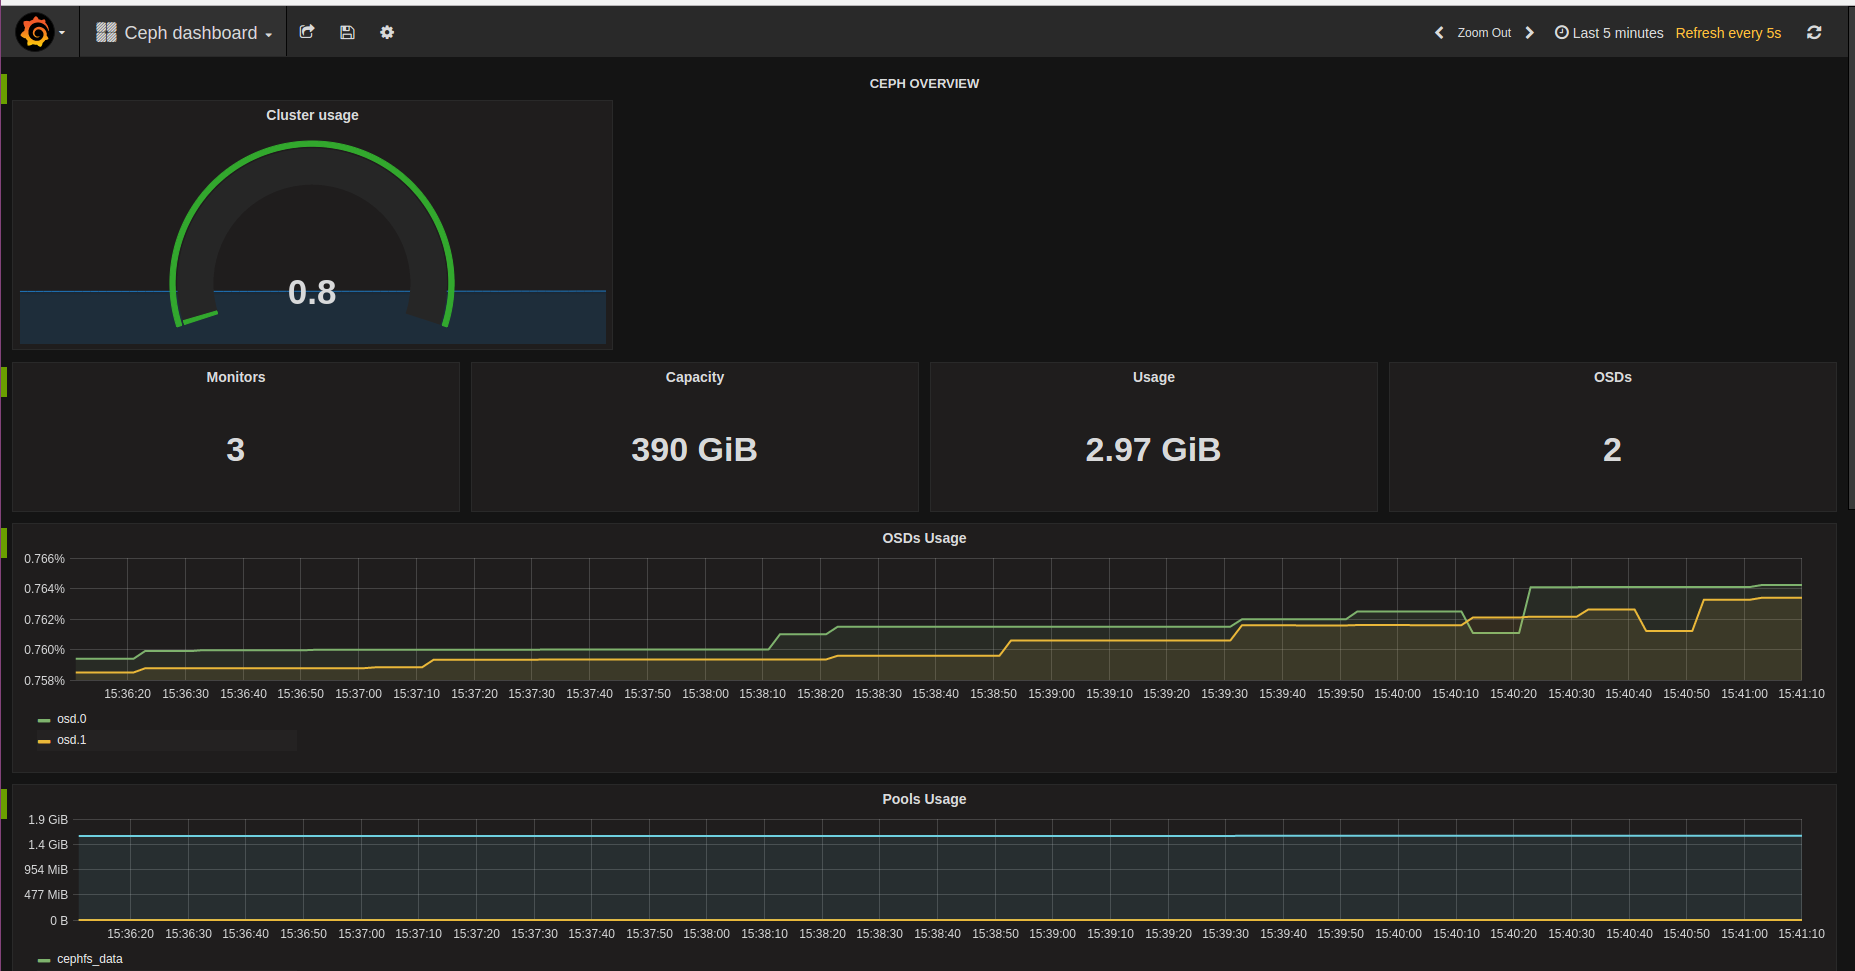 Ceph dashboard
Zoom Out Last 5 minutes Refresh every 5s
CEPH OVERVIEW
Cluster usage
0.8
Monitors
3
Capacity
390 GiB
Usage
2.97 GiB
OSDs
2
OSDs Usage
0.766%
0.764%
0.762%
0.760%
0.758%
15:36:20 15:36:30 15:36:40 15:36:50 15:37:00 15:37:10 15:37:20 15:37:30 15:37:40 15:37:50 15:38:00 15:38:10 15:38:20 15:38:30 15:38:40 15:38:50 15:39:00 15:39:10 15:39:20 15:39:30 15:39:40 15:39:50 15:40:00 15:40:10 15:40:20 15:40:30 15:40:40 15:40:50 15:41:00 15:41:10
osd.0
osd.1
Pools Usage
1.9 GiB
1.4 GiB
954 MiB
477 MiB
0 B
15:36:20 15:36:30 15:36:40 15:36:50 15:37:00 15:37:10 15:37:20 15:37:30 15:37:40 15:37:50 15:38:00 15:38:10 15:38:20 15:38:30 15:38:40 15:38:50 15:39:00 15:39:10 15:39:20 15:39:30 15:39:40 15:39:50 15:40:00 15:40:10 15:40:20 15:40:30 15:40:40 15:40:50 15:41:00 15:41:10
cephfs_data